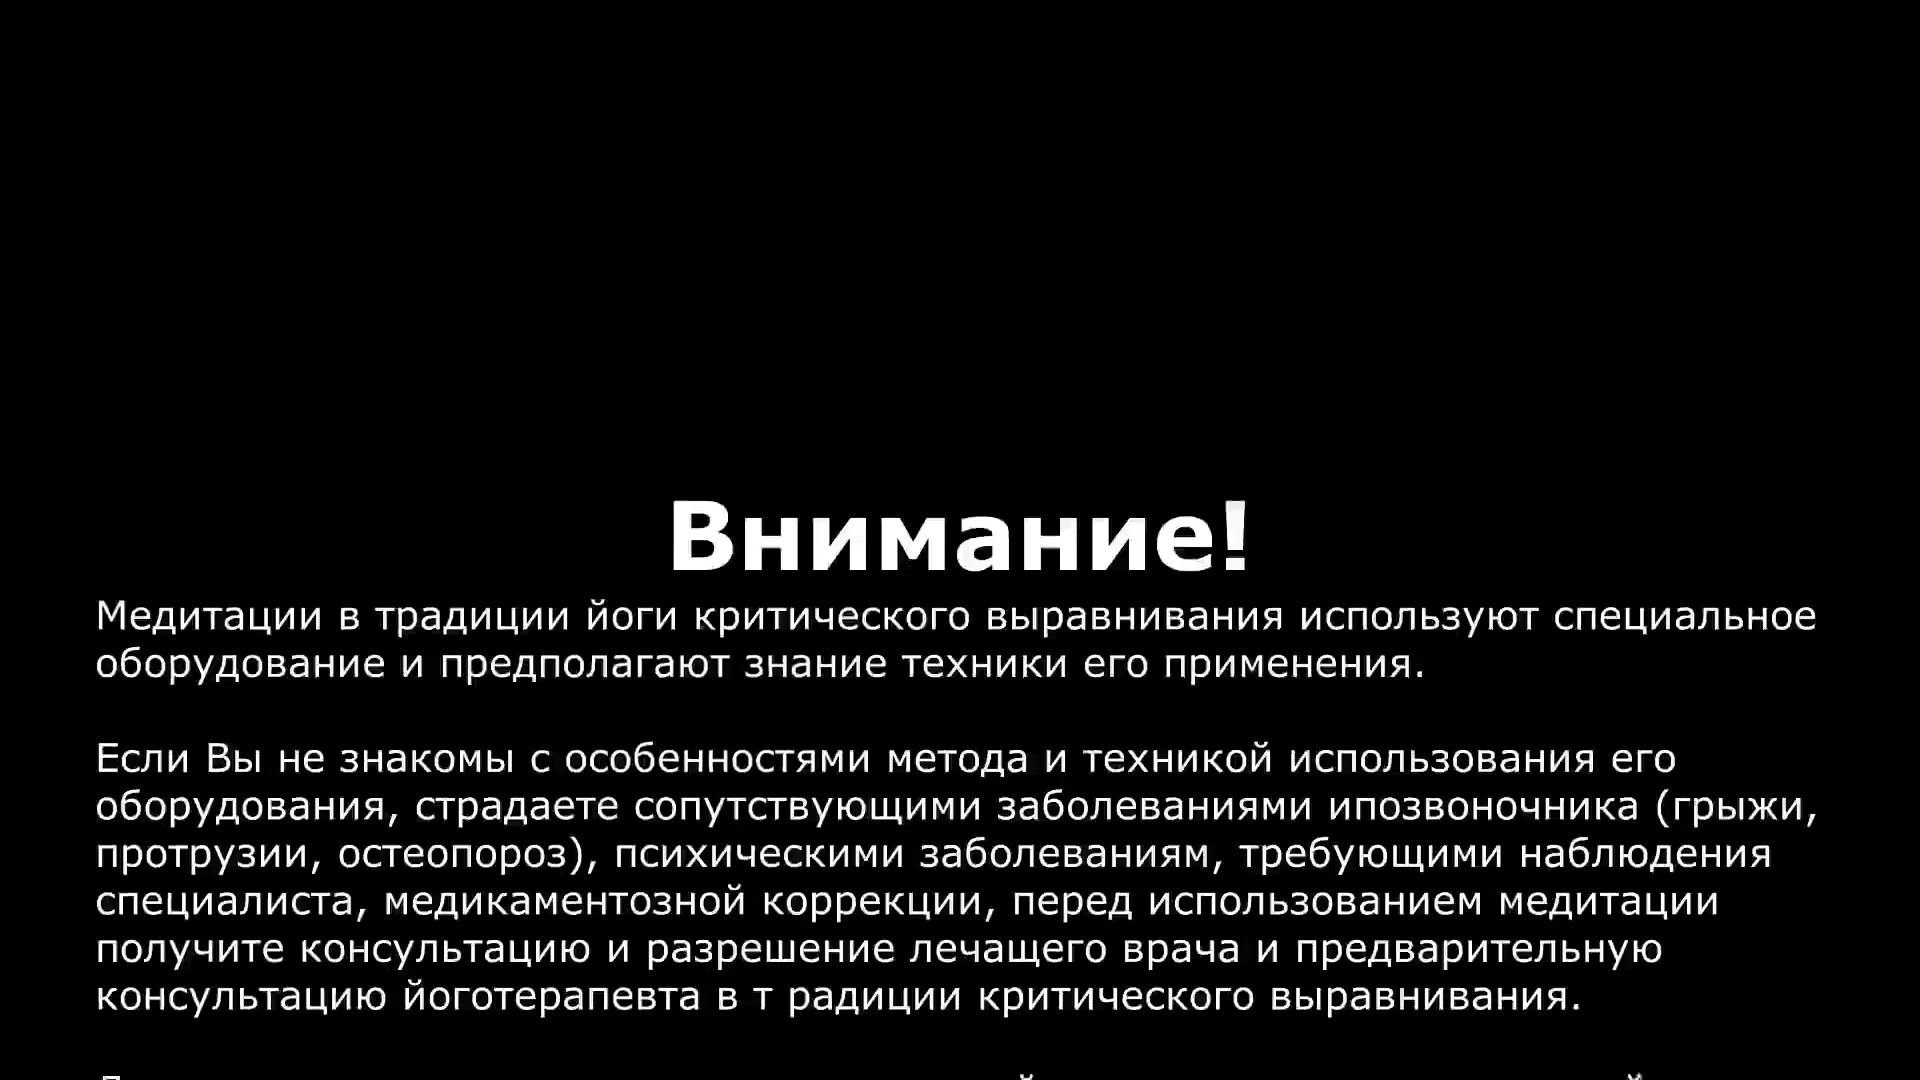 Внимание!
Медитации в традиции йоги критического выравнивания используют специальное
оборудование и предполагают знание техники его применения.
Если Вы не знакомы с особенностями метода и техникой использования его
оборудования, страдаете сопутствующими заболеваниями ипозвоночника (грыжи,
протрузии, остеопороз), психическими заболеваниям, требующими наблюдения
специалиста, медикаментозной коррекции, перед использованием медитации
получите консультацию и разрешение лечащего врача и предварительную
консультацию йоготерапевта в т радиции критического выравнивания.